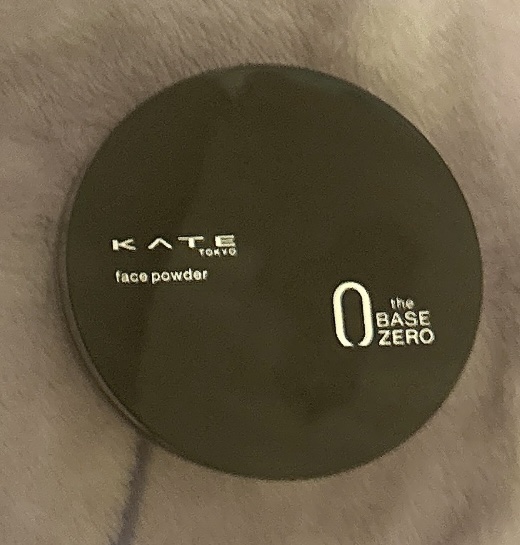 KATE
TOKYO
face powder
0 the
BASE
ZERO